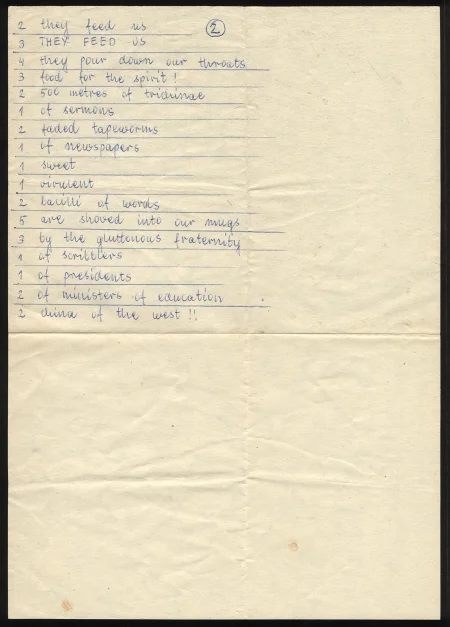 2 they feed us
②
3 THEY FEED US
4 they pour down our throats
3 food for the spirit!
2 500 metres of trichinae
1 of sermons
2 faded tapeworms
1 of newspapers
1 sweet
1 virulent
2 bacilli of words
5 are shoved into our mugs
3 by the gluttonous fraternity
1 of scribblers
1 of presidents
2 of ministers of education
2 of the west !!